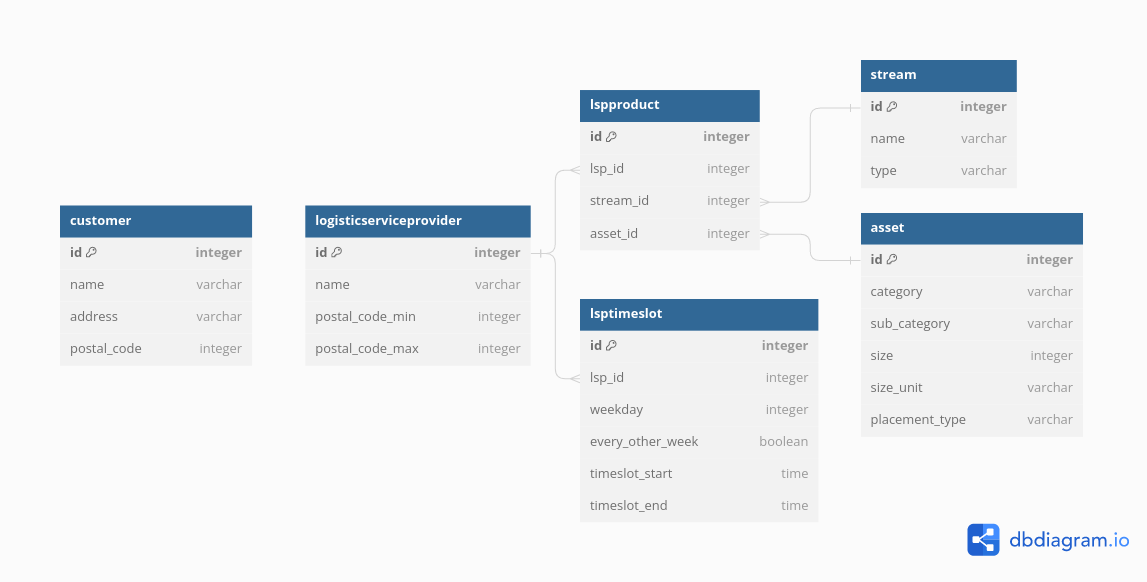 customer
id integer
name varchar
address varchar
postal_code integer
logisticserviceprovider
id integer
name varchar
postal_code_min integer
postal_code_max integer
lspproduct
id integer
lsp_id integer
stream_id integer
asset_id integer
lsptimeslot
id integer
lsp_id integer
weekday integer
every_other_week boolean
timeslot_start time
timeslot_end time
stream
id integer
name varchar
type varchar
asset
id integer
category varchar
sub_category varchar
size integer
size_unit varchar
placement_type varchar
dbdiagram.io